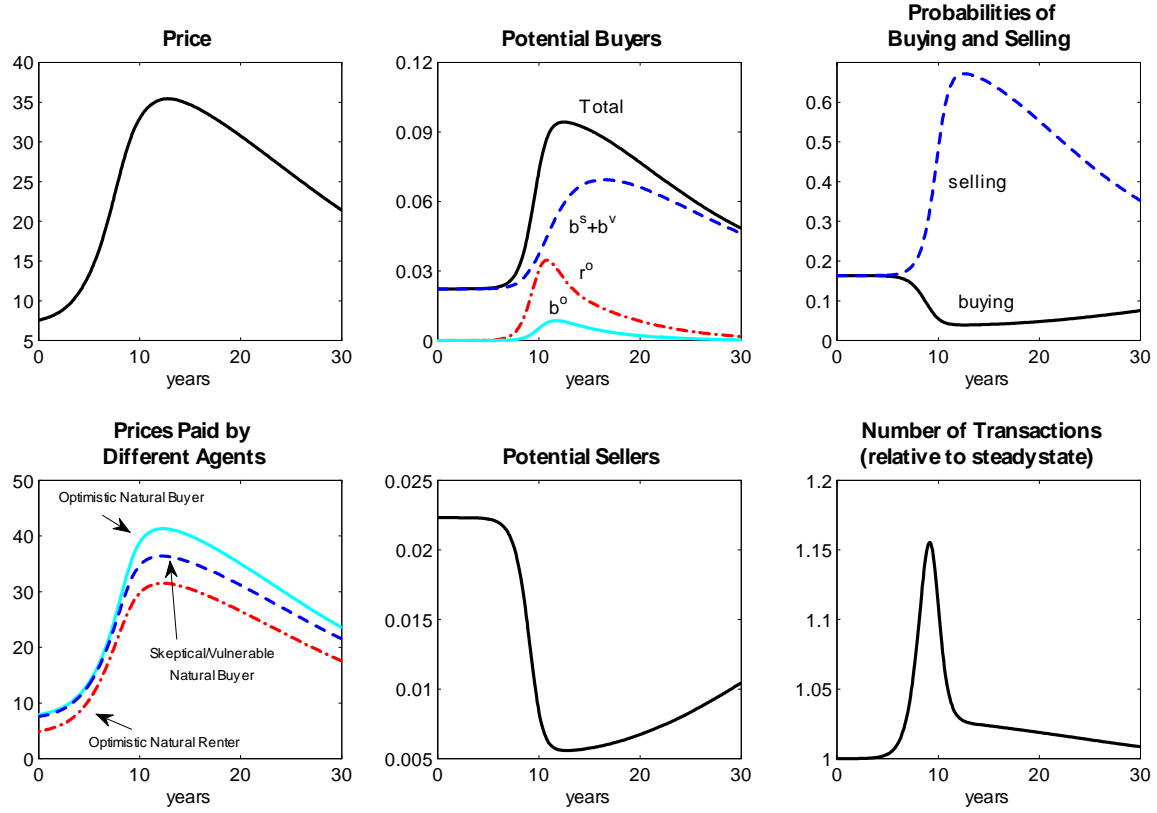 Price
40
35
30
25
20
15
10
5
0 10 20 30
years
Potential Buyers
0.12
0.09
0.06
0.03
0
Total
b^s+b^v
r^o
b^o
0 10 20 30
years
Probabilities of
Buying and Selling
0.6
0.5
0.4
0.3
0.2
0.1
0
selling
buying
0 10 20 30
years
Prices Paid by
Different Agents
50
40
30
20
10
0
Optimistic Natural Buyer
Skeptical/Vulnerable
Natural Buyer
Optimistic Natural Renter
0 10 20 30
years
Potential Sellers
0.025
0.02
0.015
0.01
0.005
0 10 20 30
years
Number of Transactions
(relative to steadystate)
1.2
1.15
1.1
1.05
1
0 10 20 30
years